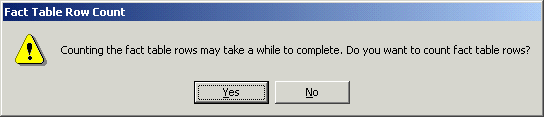 Fact Table Row Count
Counting the fact table rows may take a while to complete. Do you want to count fact table rows?
Yes No